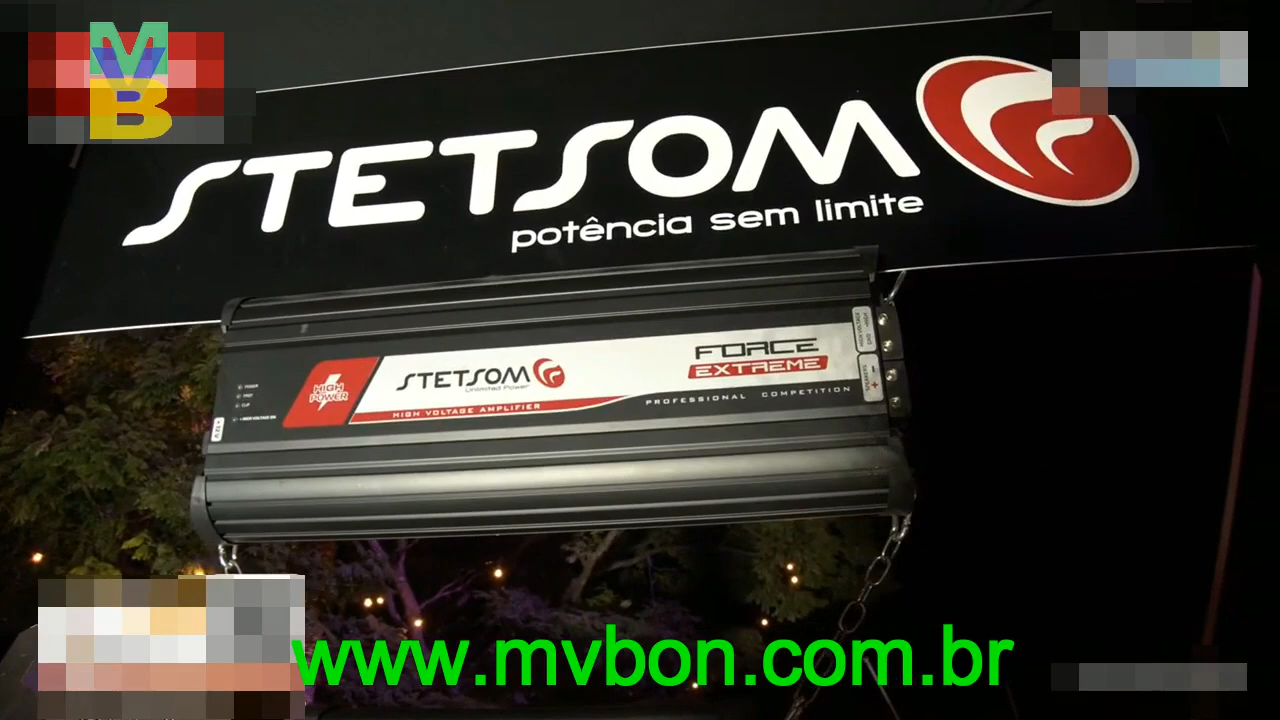 MVB
STETSOM
potência sem limite
HIGH POWER
STETSOM
Unlimited Power
FORCE
EXTREME
HIGH VOLTAGE AMPLIFIER
PROFESSIONAL COMPETITION
www.mvbon.com.br